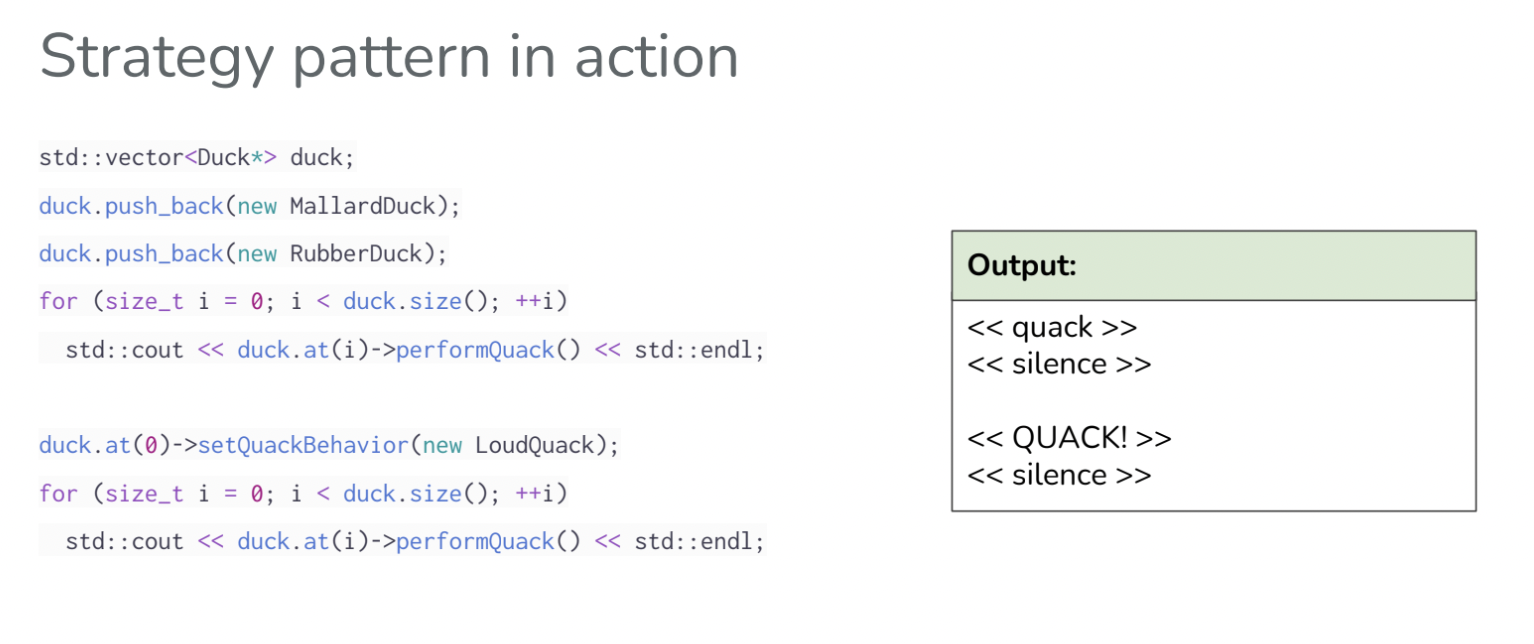 Strategy pattern in action
std::vector<Duck*> duck;
duck.push_back(new MallardDuck);
duck.push_back(new RubberDuck);
for (size_t i = 0; i < duck.size(); ++i)
  std::cout << duck.at(i)->performQuack() << std::endl;
duck.at(0)->setQuackBehavior(new LoudQuack);
for (size_t i = 0; i < duck.size(); ++i)
  std::cout << duck.at(i)->performQuack() << std::endl;
Output:
<< quack >>
<< silence >>
<< QUACK! >>
<< silence >>